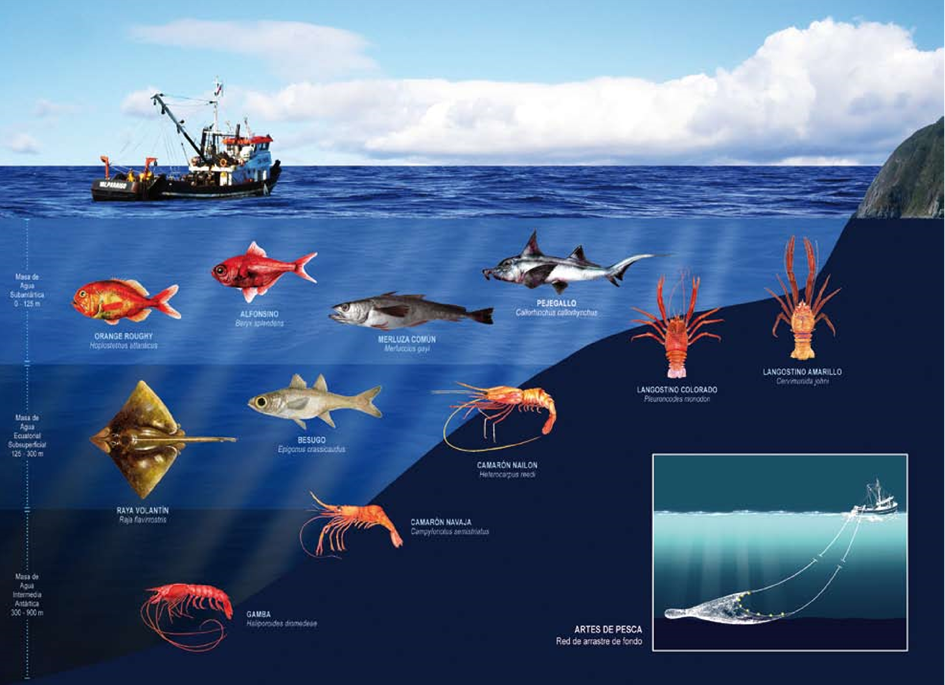 VALPARAISO
Masa de
Agua
Subantártica
0 - 125 m
ORANGE ROUGHY
Hoplostethus atlanticus
ALFONSINO
Beryx splendens
MERLUZA COMÚN
Merluccius gayi
PEJEGALLO
Callorhinchus callorhynchus
LANGOSTINO COLORADO
Pleuroncodes monodon
LANGOSTINO AMARILLO
Cervimunida johni
Masa de
Agua
Ecuatorial
Subsuperficial
125 - 300 m
RAYA VOLANTÍN
Raja flavirostris
BESUGO
Epigonus crassicaudus
CAMARÓN NAILON
Heterocarpus reedi
CAMARÓN NAVAJA
Campylonotus semistriatus
Masa de
Agua
Intermedia
Antártica
300 - 900 m
GAMBA
Haliporoides diomedeae
ARTES DE PESCA
Red de arrastre de fondo